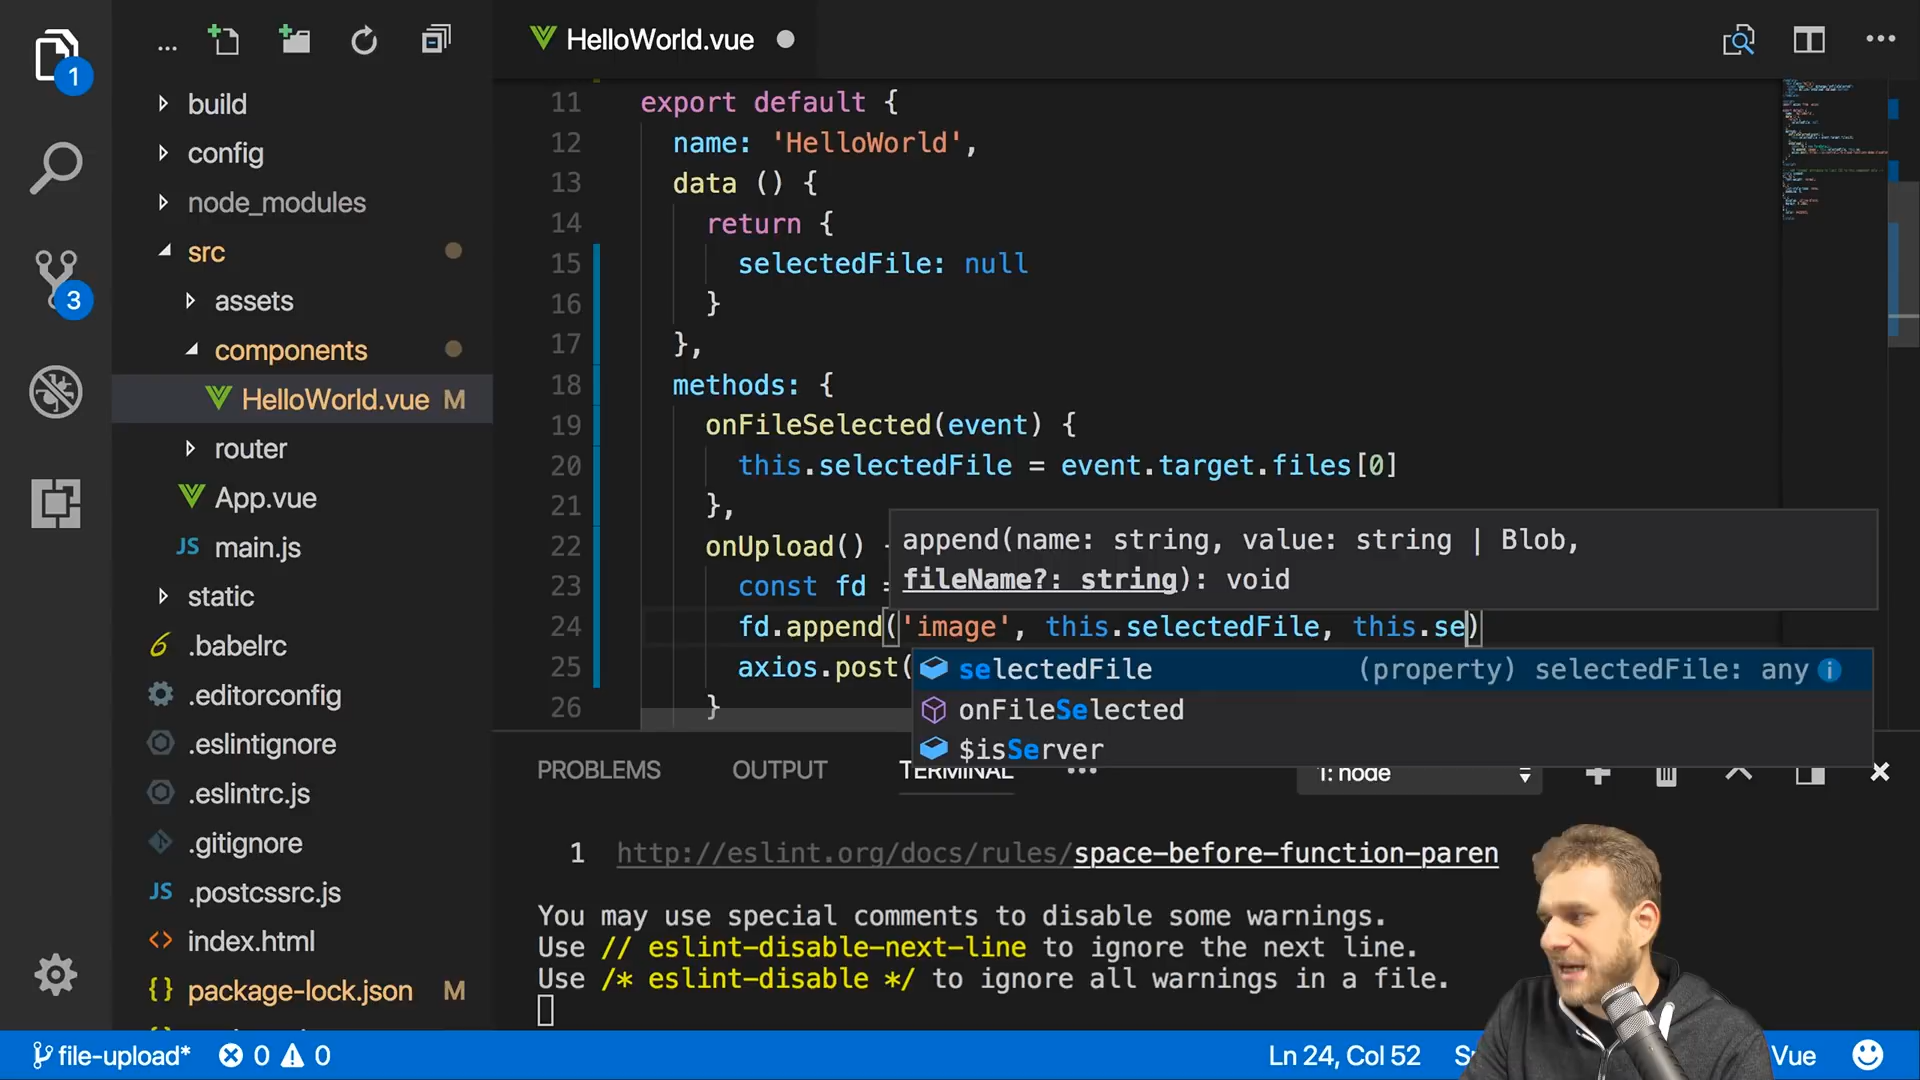 1
3
...
build
config
node_modules
src
assets
components
HelloWorld.vue M
router
App.vue
JS main.js
static
.babelrc
.editorconfig
.eslintignore
.eslintrc.js
.gitignore
JS .postcssrc.js
index.html
{} package-lock.json M
HelloWorld.vue
11 export default {
12 name: 'HelloWorld',
13 data () {
14 return {
15 selectedFile: null
16 }
17 },
18 methods: {
19 onFileSelected(event) {
20 this.selectedFile = event.target.files[0]
21 },
22 onUpload()
23 const fd =
24 fd.append('image', this.selectedFile, this.se)
25 axios.post(
26 }
append(name: string, value: string | Blob,
fileName?: string): void
selectedFile (property) selectedFile: any
onFileSelected
$isServer
PROBLEMS OUTPUT TERMINAL ... 1: node
1 http://eslint.org/docs/rules/space-before-function-paren
You may use special comments to disable some warnings.
Use // eslint-disable-next-line to ignore the next line.
Use /* eslint-disable */ to ignore all warnings in a file.
file-upload* 0 0 Ln 24, Col 52 Vue